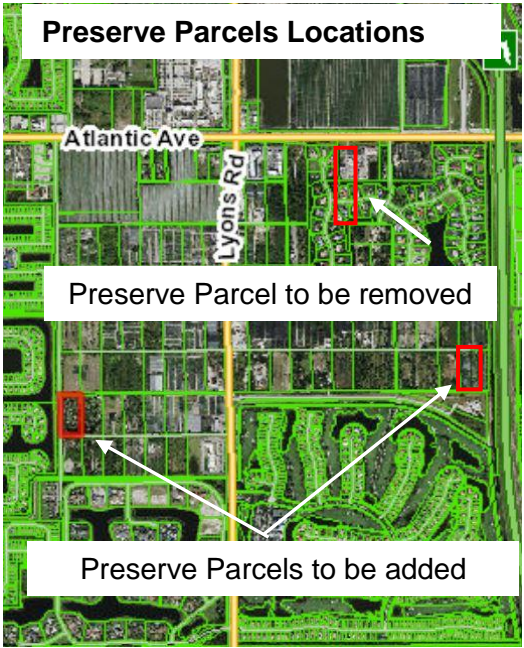 Preserve Parcels Locations
Atlantic Ave
Lyons Rd
Preserve Parcel to be removed
Preserve Parcels to be added